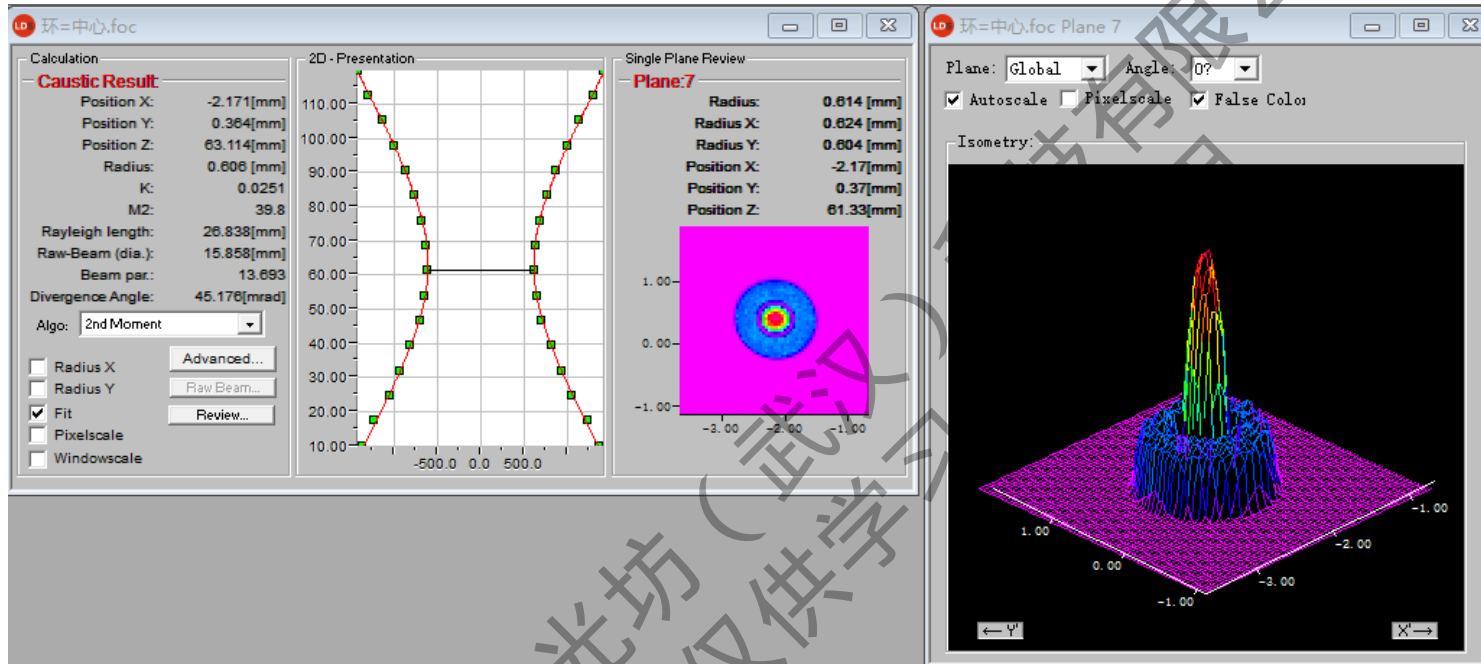 LDS 环=中心.foc
Calculation
Caustic Result:
Position X: -2.171[mm]
Position Y: 0.364[mm]
Position Z: 63.114[mm]
Radius: 0.606 [mm]
K: 0.0251
M2: 39.8
Rayleigh length: 26.838[mm]
Raw-Beam (dia.): 15.858[mm]
Beam par.: 13.693
Divergence Angle: 45.176[mrad]
Algo: 2nd Moment
Radius X
Advanced...
Radius Y
Raw Beam...
Fit
Review...
Pixelscale
Windowscale
2D - Presentation
110.00
100.00
90.00
80.00
70.00
60.00
50.00
40.00
30.00
20.00
10.00
-500.0 0.0 500.0
Single Plane Review
Plane:7
Radius: 0.614 [mm]
Radius X: 0.624 [mm]
Radius Y: 0.604 [mm]
Position X: -2.17[mm]
Position Y: 0.37[mm]
Position Z: 61.33[mm]
1.00
0.00
-1.00
-3.00 -2.00 -1.00
环=中心.foc Plane 7
Plane: Global Angle: 0?
Autoscale Pixelscale False Color
Isometry:
1.00
0.00
-1.00
-3.00
-2.00
-1.00
← Y'
X'→
光坊（武汉）
技有限公
仅供学习